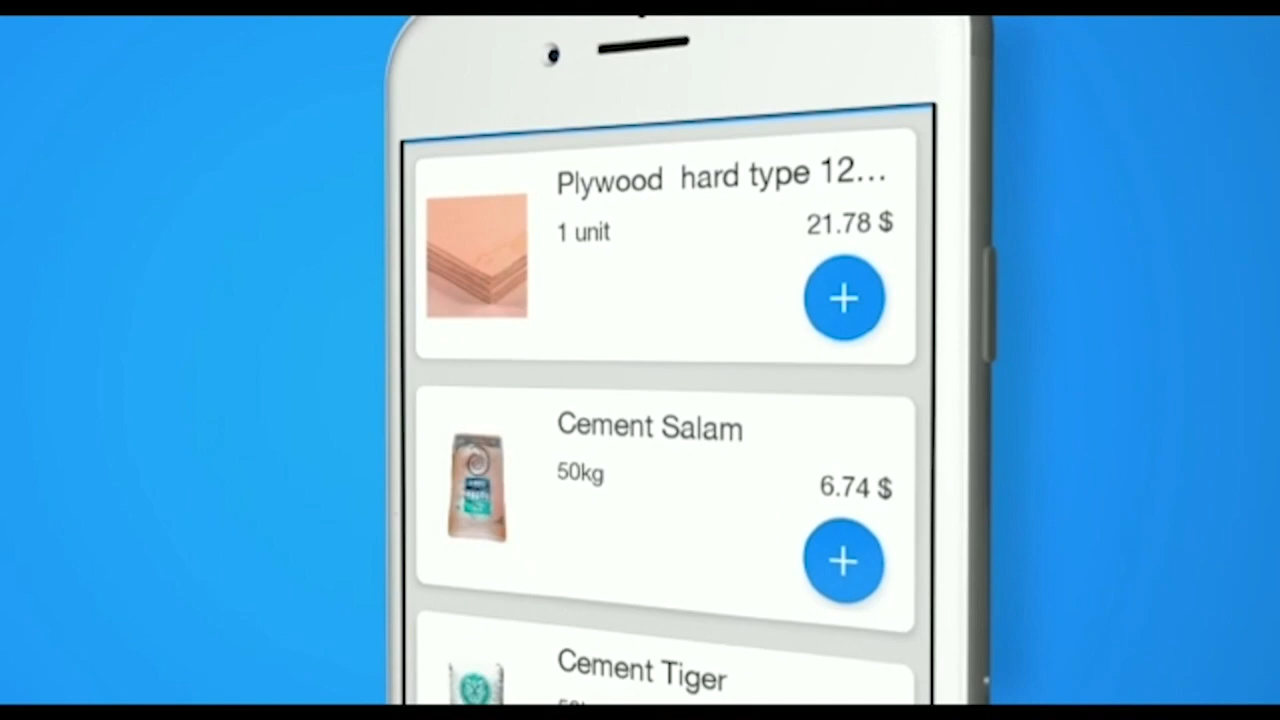 Plywood  hard type 12...
1 unit
21.78 $
+
Cement Salam
50kg
6.74 $
+
Cement Tiger